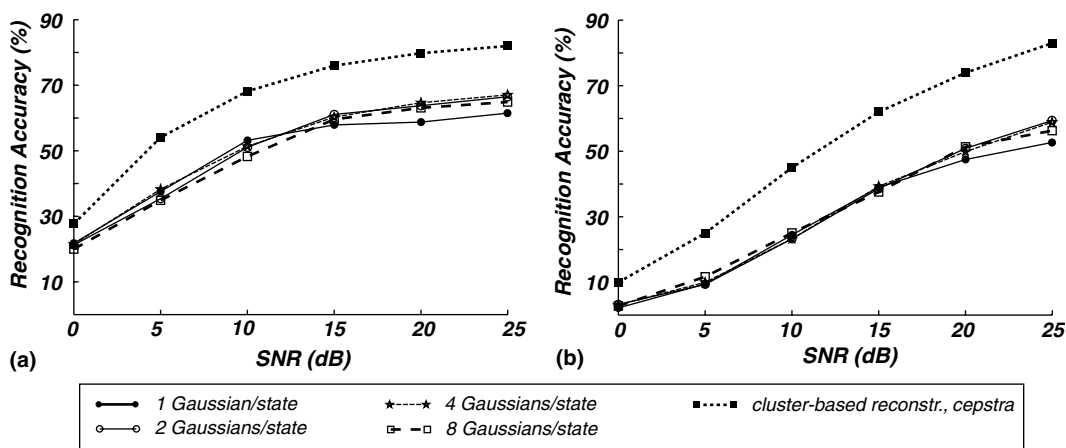 Recognition Accuracy (%)
90
70
50
30
10
0 5 10 15 20 25
(a) SNR (dB)
Recognition Accuracy (%)
90
70
50
30
10
0 5 10 15 20 25
(b) SNR (dB)
1 Gaussian/state
2 Gaussians/state
4 Gaussians/state
8 Gaussians/state
cluster-based reconstr., cepstra